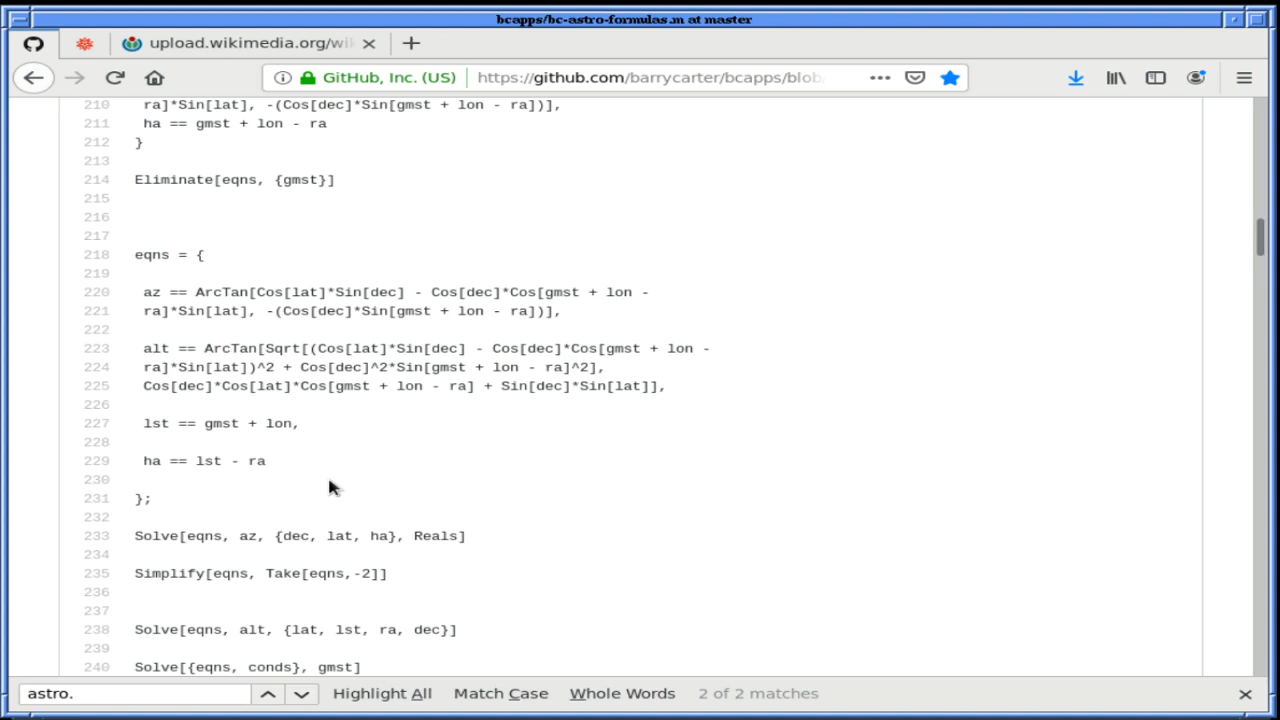 bcapps/bc-astro-formulas.m at master
upload.wikimedia.org/wi
GitHub, Inc. (US) https://github.com/barrycarter/bcapps/blob
210 ra]*Sin[lat], -(Cos[dec]*Sin[gmst + lon - ra])],
211 ha == gmst + lon - ra
212 }
213
214 Eliminate[eqns, {gmst}]
215
216
217
218 eqns = {
219
220 az == ArcTan[Cos[lat]*Sin[dec] - Cos[dec]*Cos[gmst + lon -
221 ra]*Sin[lat], -(Cos[dec]*Sin[gmst + lon - ra])],
222
223 alt == ArcTan[Sqrt[(Cos[lat]*Sin[dec] - Cos[dec]*Cos[gmst + lon -
224 ra]*Sin[lat])^2 + Cos[dec]^2*Sin[gmst + lon - ra]^2],
225 Cos[dec]*Cos[lat]*Cos[gmst + lon - ra] + Sin[dec]*Sin[lat]],
226
227 lst == gmst + lon,
228
229 ha == lst - ra
230
231 };
232
233 Solve[eqns, az, {dec, lat, ha}, Reals]
234
235 Simplify[eqns, Take[eqns,-2]]
236
237
238 Solve[eqns, alt, {lat, lst, ra, dec}]
239
240 Solve[{eqns, conds}, gmst]
astro. Highlight All Match Case Whole Words 2 of 2 matches